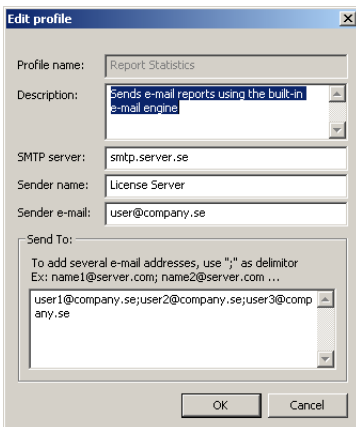 Edit profile
Profile name: Report Statistics
Description: Sends e-mail reports using the built-in
e-mail engine
SMTP server: smtp.server.se
Sender name: License Server
Sender e-mail: user@company.se
Send To:
To add several e-mail addresses, use ";" as delimitor
Ex: name1@server.com; name2@server.com ...
user1@company.se;user2@company.se;user3@comp
any.se
OK Cancel